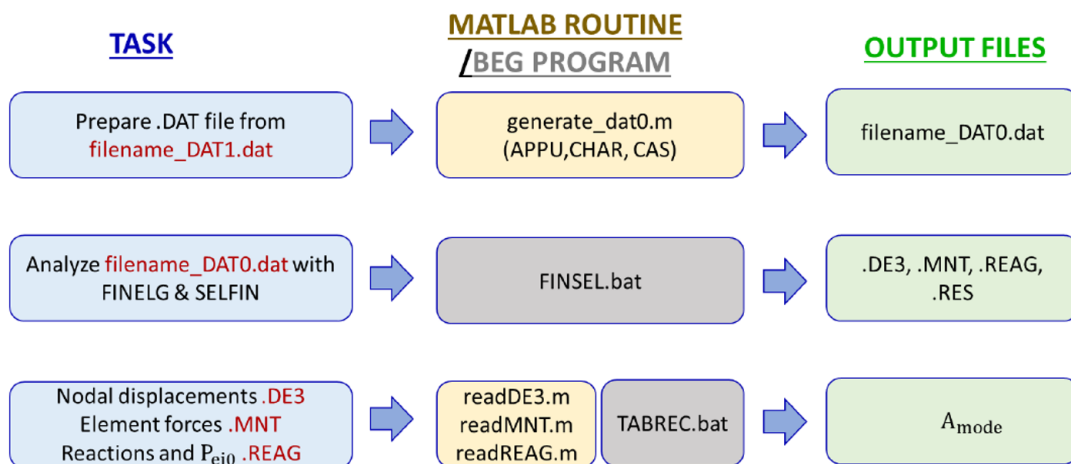 TASK
MATLAB ROUTINE
/BEG PROGRAM
OUTPUT FILES
Prepare .DAT file from
filename_DAT1.dat
generate_dat0.m
(APPU,CHAR, CAS)
filename_DAT0.dat
Analyze filename_DAT0.dat with
FINELG & SELFIN
FINSEL.bat
.DE3, .MNT, .REAG,
.RES
Nodal displacements .DE3
Element forces .MNT
Reactions and P_ej0 .REAG
readDE3.m
readMNT.m
readREAG.m
TABREC.bat
A_mode